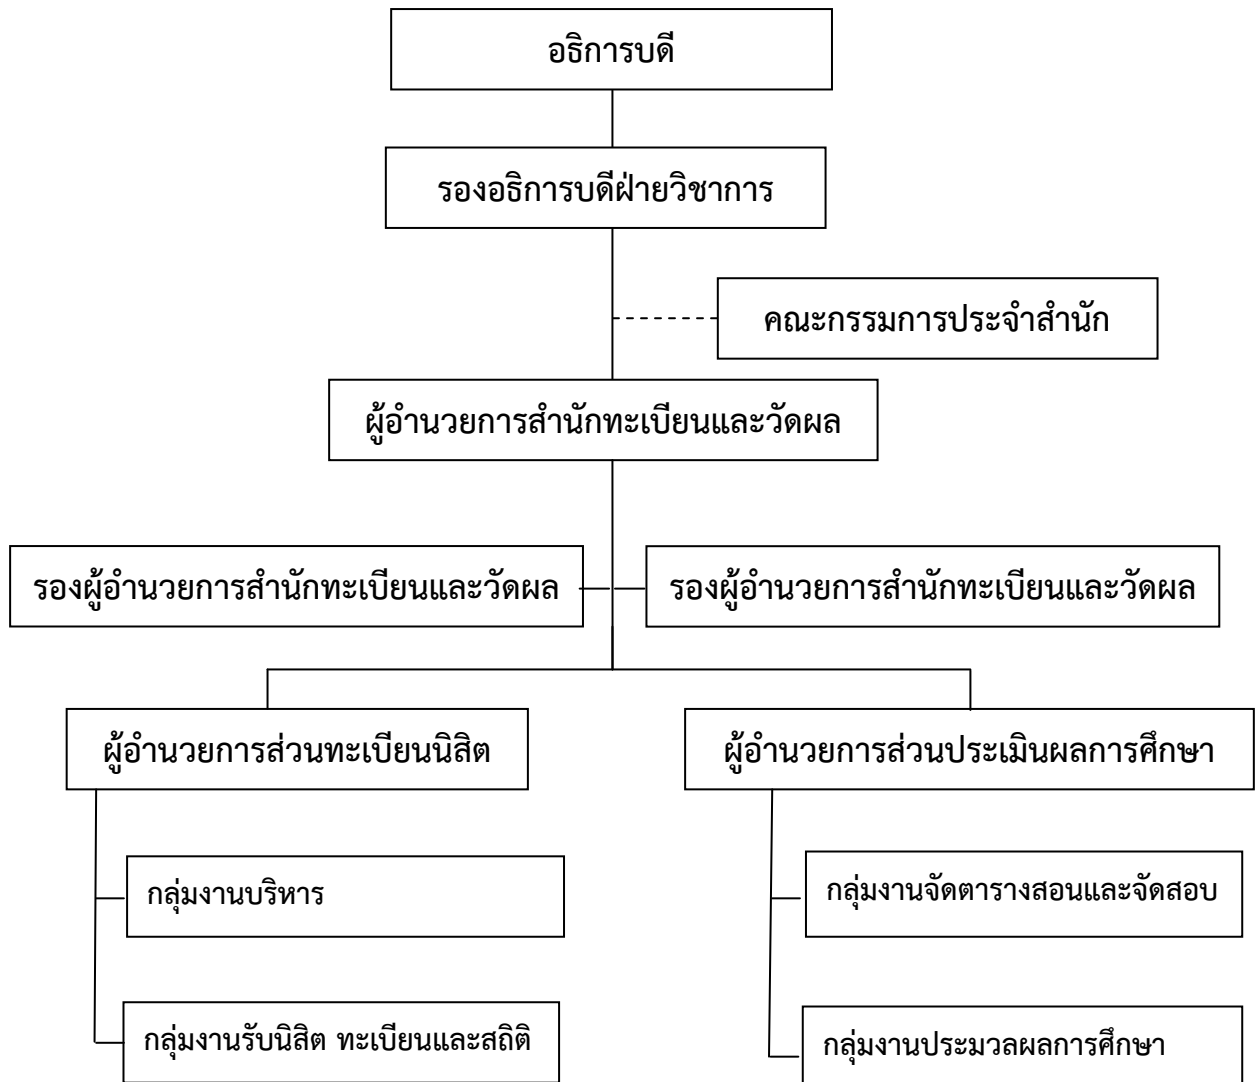 อธิการบดี
รองอธิการบดีฝ่ายวิชาการ
คณะกรรมการประจำสำนัก
ผู้อำนวยการสำนักทะเบียนและวัดผล
รองผู้อำนวยการสำนักทะเบียนและวัดผล
รองผู้อำนวยการสำนักทะเบียนและวัดผล
ผู้อำนวยการส่วนทะเบียนนิสิต
ผู้อำนวยการส่วนประเมินผลการศึกษา
กลุ่มงานบริหาร
กลุ่มงานจัดตารางสอนและจัดสอบ
กลุ่มงานรับนิสิต ทะเบียนและสถิติ
กลุ่มงานประมวลผลการศึกษา